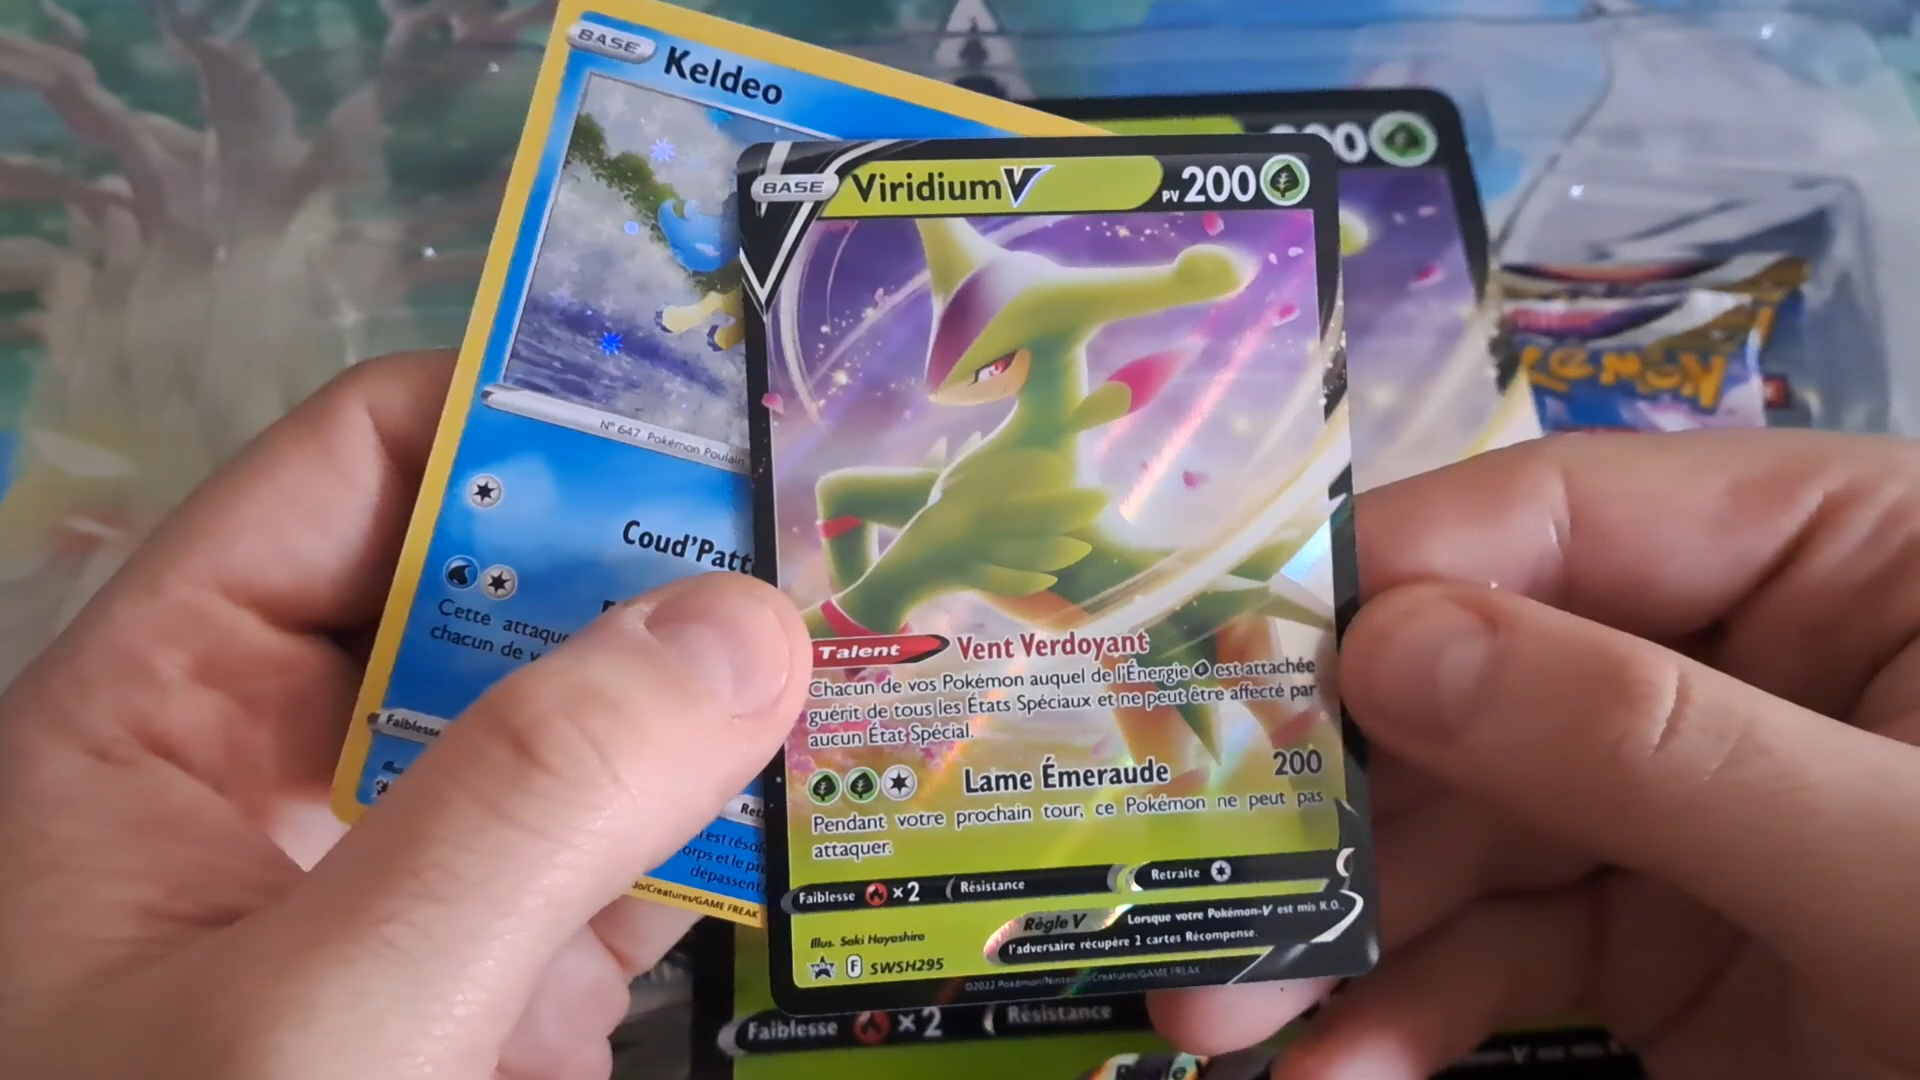 BASE Keldeo
N° 647 Pokémon Poulain
Coud'Patt
Cette attaqu
chacun de v
Faiblesse
est résol
orps et le pr
dépassent
do/Creatures/GAME FREAK
BASE ViridiumV PV 200
Talent Vent Verdoyant
Chacun de vos Pokémon auquel de l'Énergie est attachée
guérit de tous les États Spéciaux et ne peut être affecté par
aucun État Spécial.
Lame Émeraude 200
Pendant votre prochain tour, ce Pokémon ne peut pas
attaquer.
Faiblesse ×2 Résistance Retraite
Règle V Lorsque votre Pokémon-V est mis K.O.,
l'adversaire récupère 2 cartes Récompense.
Illus. Saki Hayashiro
F SWSH295
©2022 Pokémon/Nintendo/Creatures/GAME FREAK
Faiblesse ×2 Résistance
POKÉMON